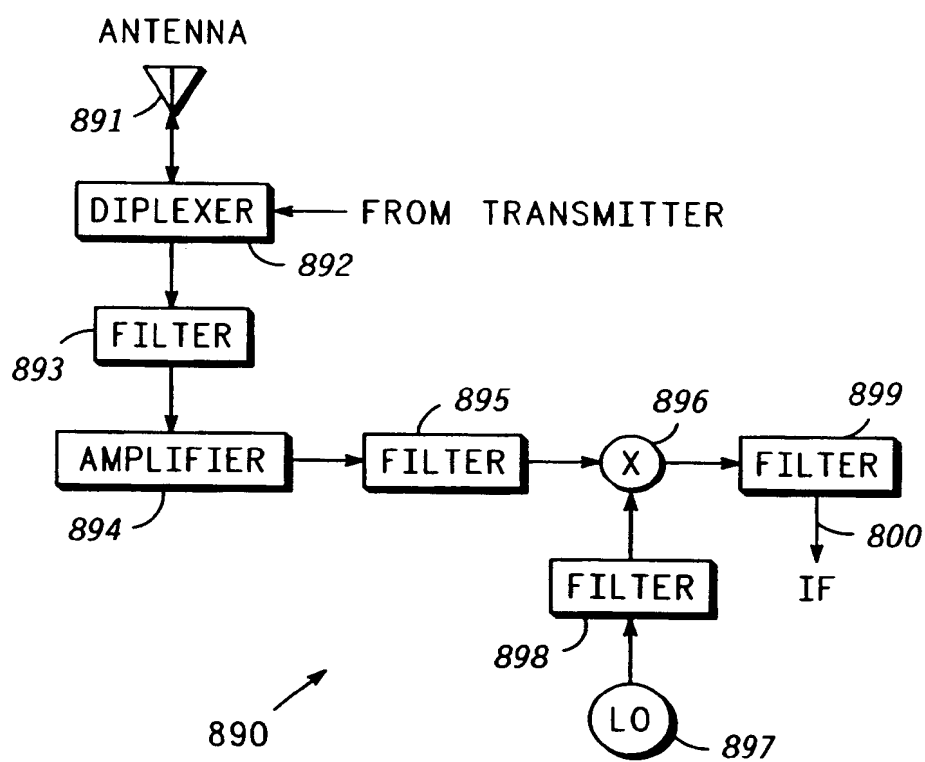 ANTENNA
891
DIPLEXER
FROM TRANSMITTER
892
FILTER
893
AMPLIFIER
894
895
FILTER
896
X
899
FILTER
800
IF
FILTER
898
LO
897
890